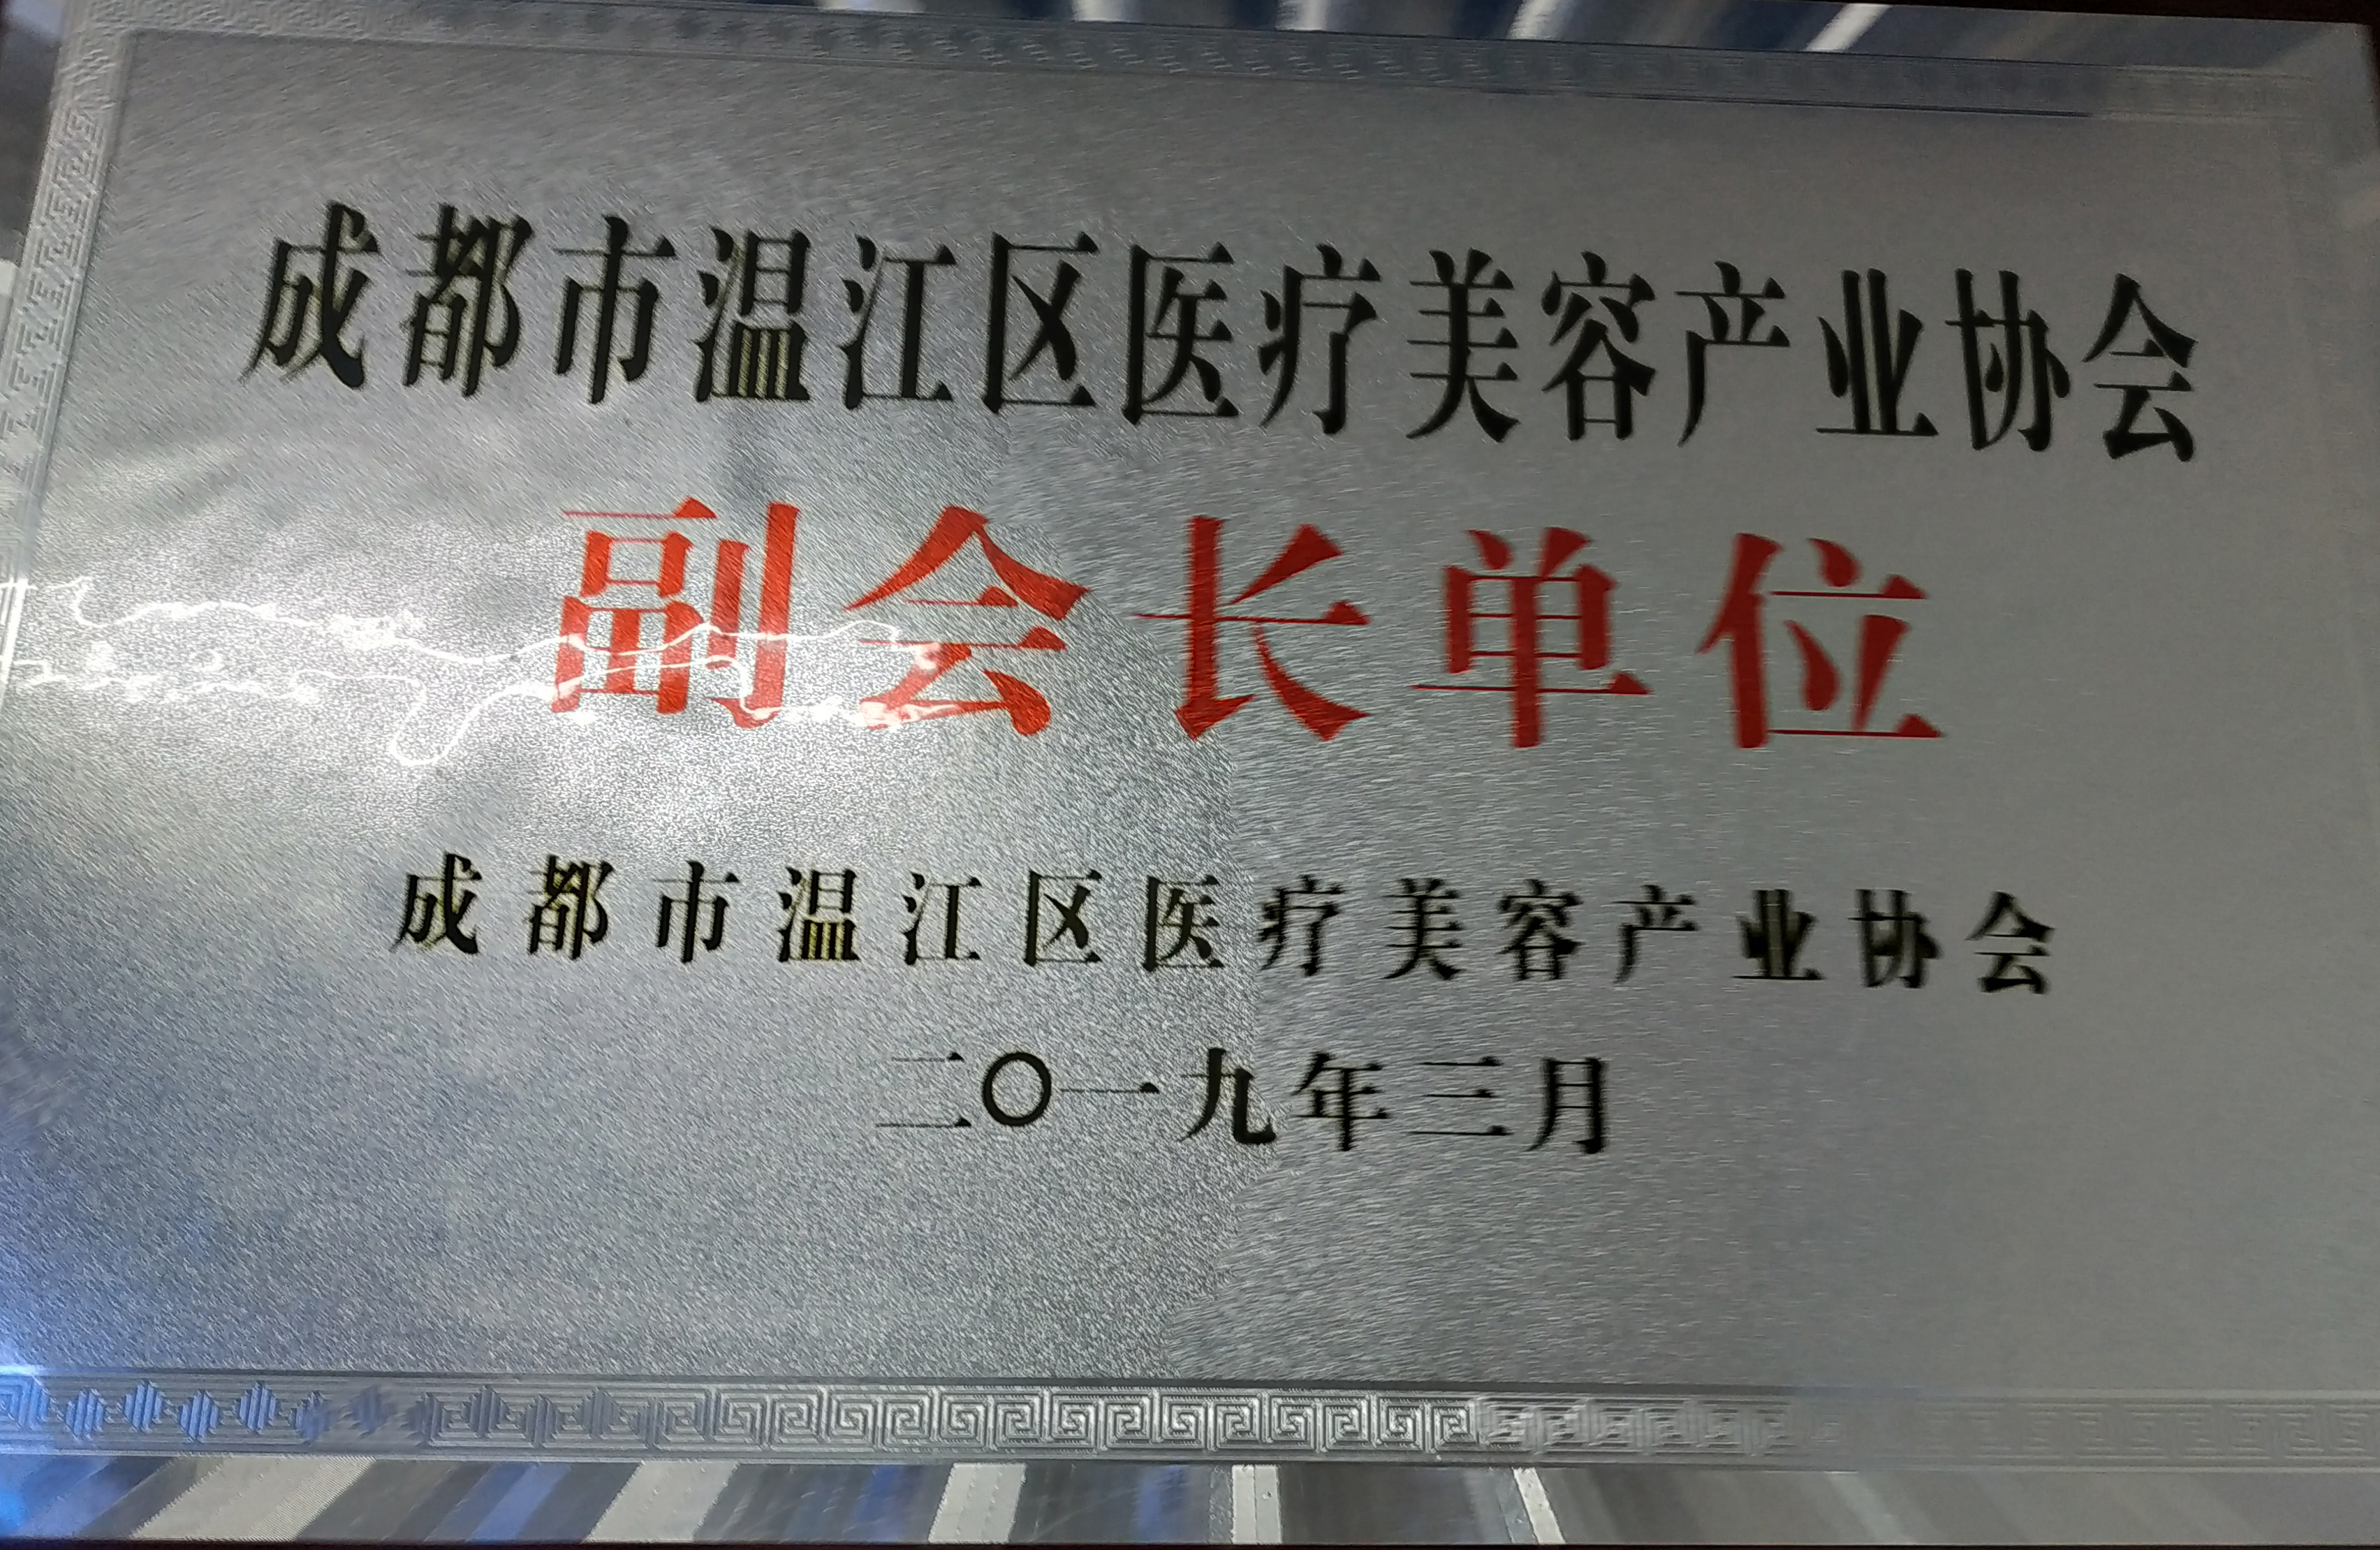 成都市温江区医疗美容产业协会
副会长单位
成都市温江区医疗美容产业协会
二〇一九年三月